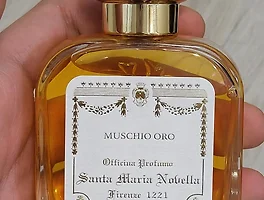 MUSCHIO ORO
Officina Profumo
Santa Maria Novella
Firenze 1221